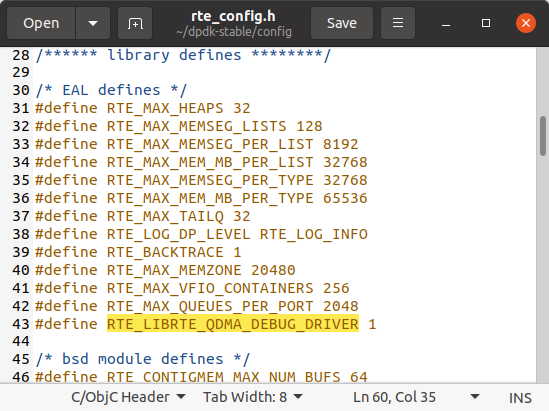 Open
rte_config.h
~/dpdk-stable/config
Save
28 /****** library defines ********/
29
30 /* EAL defines */
31 #define RTE_MAX_HEAPS 32
32 #define RTE_MAX_MEMSEG_LISTS 128
33 #define RTE_MAX_MEMSEG_PER_LIST 8192
34 #define RTE_MAX_MEM_MB_PER_LIST 32768
35 #define RTE_MAX_MEMSEG_PER_TYPE 32768
36 #define RTE_MAX_MEM_MB_PER_TYPE 65536
37 #define RTE_MAX_TAILQ 32
38 #define RTE_LOG_DP_LEVEL RTE_LOG_INFO
39 #define RTE_BACKTRACE 1
40 #define RTE_MAX_MEMZONE 20480
41 #define RTE_MAX_VFIO_CONTAINERS 256
42 #define RTE_MAX_QUEUES_PER_PORT 2048
43 #define RTE_LIBRTE_QDMA_DEBUG_DRIVER 1
44
45 /* bsd module defines */
46 #define RTE_CONTIGMEM_MAX_NUM_BUFS 64
C/ObjC Header Tab Width: 8 Ln 60, Col 35 INS